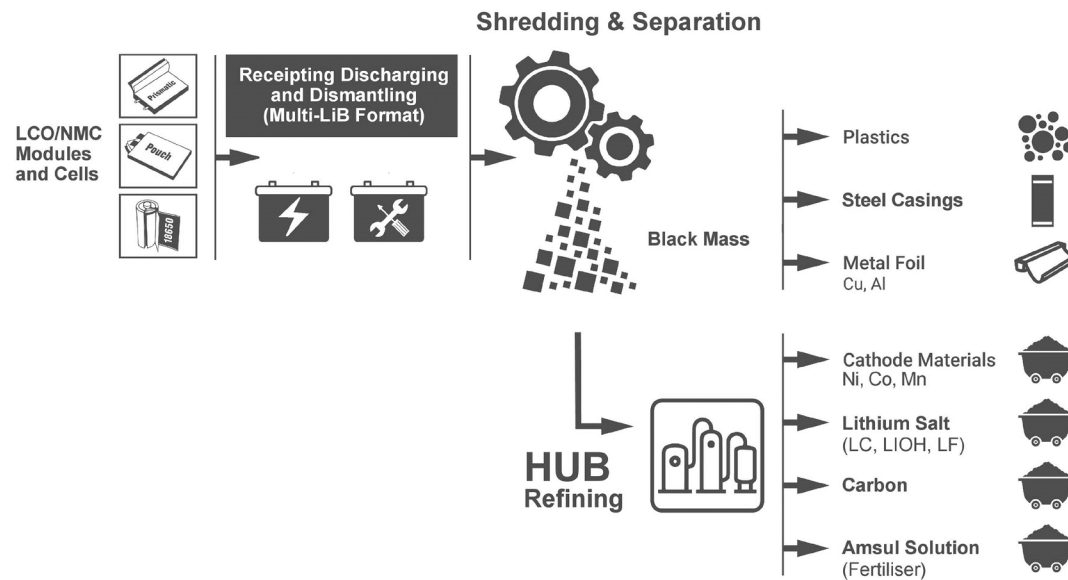 Shredding & Separation
LCO/NMC
Modules
and Cells
Prismatic
Pouch
18650
Receipting Discharging
and Dismantling
(Multi-LiB Format)
Black Mass
Plastics
Steel Casings
Metal Foil
Cu, Al
HUB
Refining
Cathode Materials
Ni, Co, Mn
Lithium Salt
(LC, LIOH, LF)
Carbon
Amsul Solution
(Fertiliser)